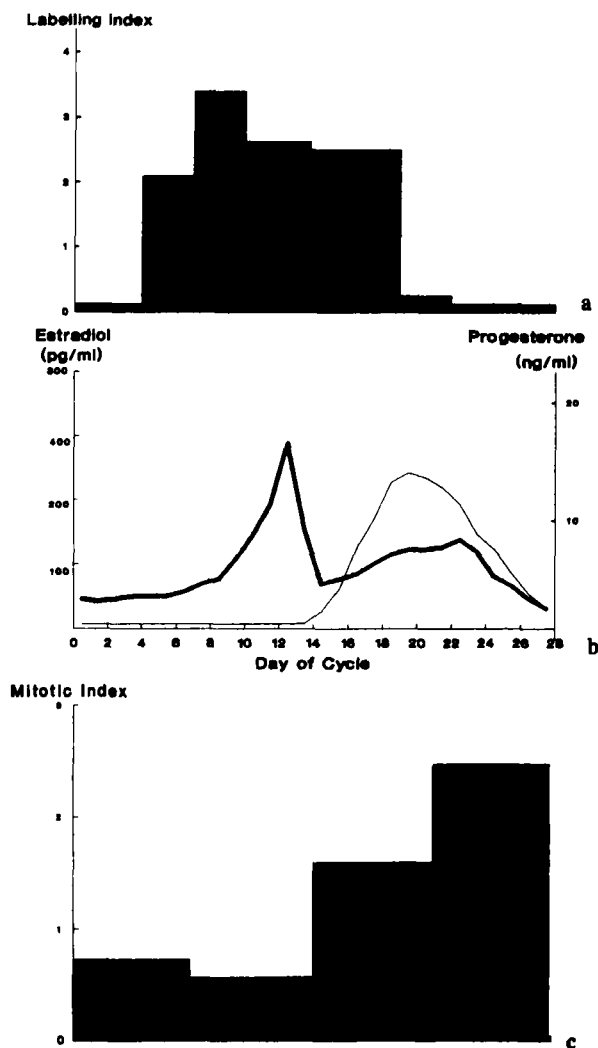 Labelling Index
4
3
2
1
0
a
Estradiol
(pg/ml)
Progesterone
(ng/ml)
400
200
100
20
10
0 2 4 6 8 10 12 14 16 18 20 22 24 26 28
Day of Cycle
b
Mitotic Index
3
2
1
0
c